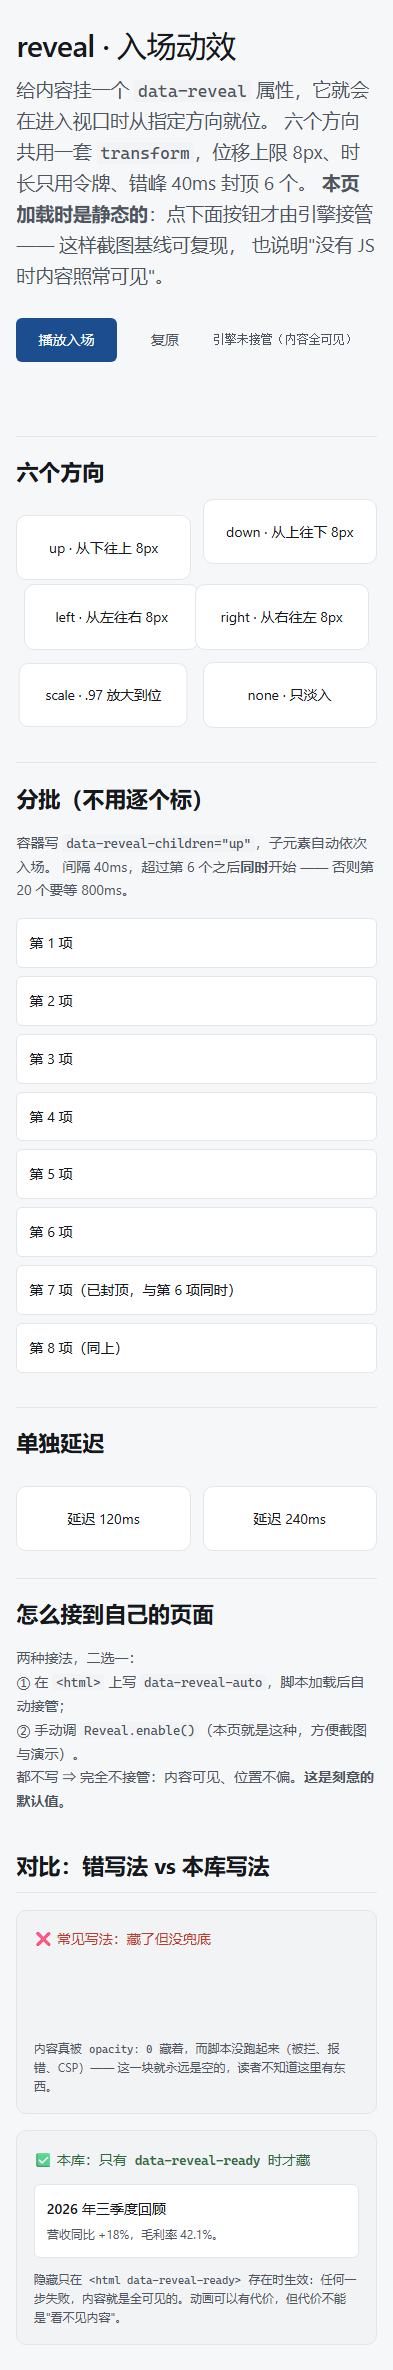 reveal · 入场动效
给内容挂一个 data-reveal 属性，它就会
在进入视口时从指定方向就位。 六个方向
共用一套 transform，位移上限 8px、时
长只用令牌、错峰 40ms 封顶 6 个。 本页
加载时是静态的：点下面按钮才由引擎接管
—— 这样截图基线可复现， 也说明"没有 JS
时内容照常可见"。
播放入场 复原 引擎未接管（内容全可见）
六个方向
up · 从下往上 8px
down · 从上往下 8px
left · 从左往右 8px
right · 从右往左 8px
scale · .97 放大到位
none · 只淡入
分批（不用逐个标）
容器写 data-reveal-children="up"，子元素自动依次
入场。 间隔 40ms，超过第 6 个之后同时开始 —— 否则第
20 个要等 800ms。
第 1 项
第 2 项
第 3 项
第 4 项
第 5 项
第 6 项
第 7 项（已封顶，与第 6 项同时）
第 8 项（同上）
单独延迟
延迟 120ms
延迟 240ms
怎么接到自己的页面
两种接法，二选一：
① 在 <html> 上写 data-reveal-auto，脚本加载后自
动接管；
② 手动调 Reveal.enable()（本页就是这种，方便截图
与演示）。
都不写 ⇒ 完全不接管：内容可见、位置不偏。这是刻意的
默认值。
对比：错写法 vs 本库写法
❌ 常见写法：藏了但没兜底
内容真被 opacity: 0 藏着，而脚本没跑起来（被拦、报
错、CSP）—— 这一块就永远是空的，读者不知道这里有东
西。
✅ 本库：只有 data-reveal-ready 时才藏
2026 年三季度回顾
营收同比 +18%，毛利率 42.1%。
隐藏只在 <html data-reveal-ready> 存在时生效：任何一
步失败，内容就是全可见的。动画可以有代价，但代价不能
是"看不见内容"。